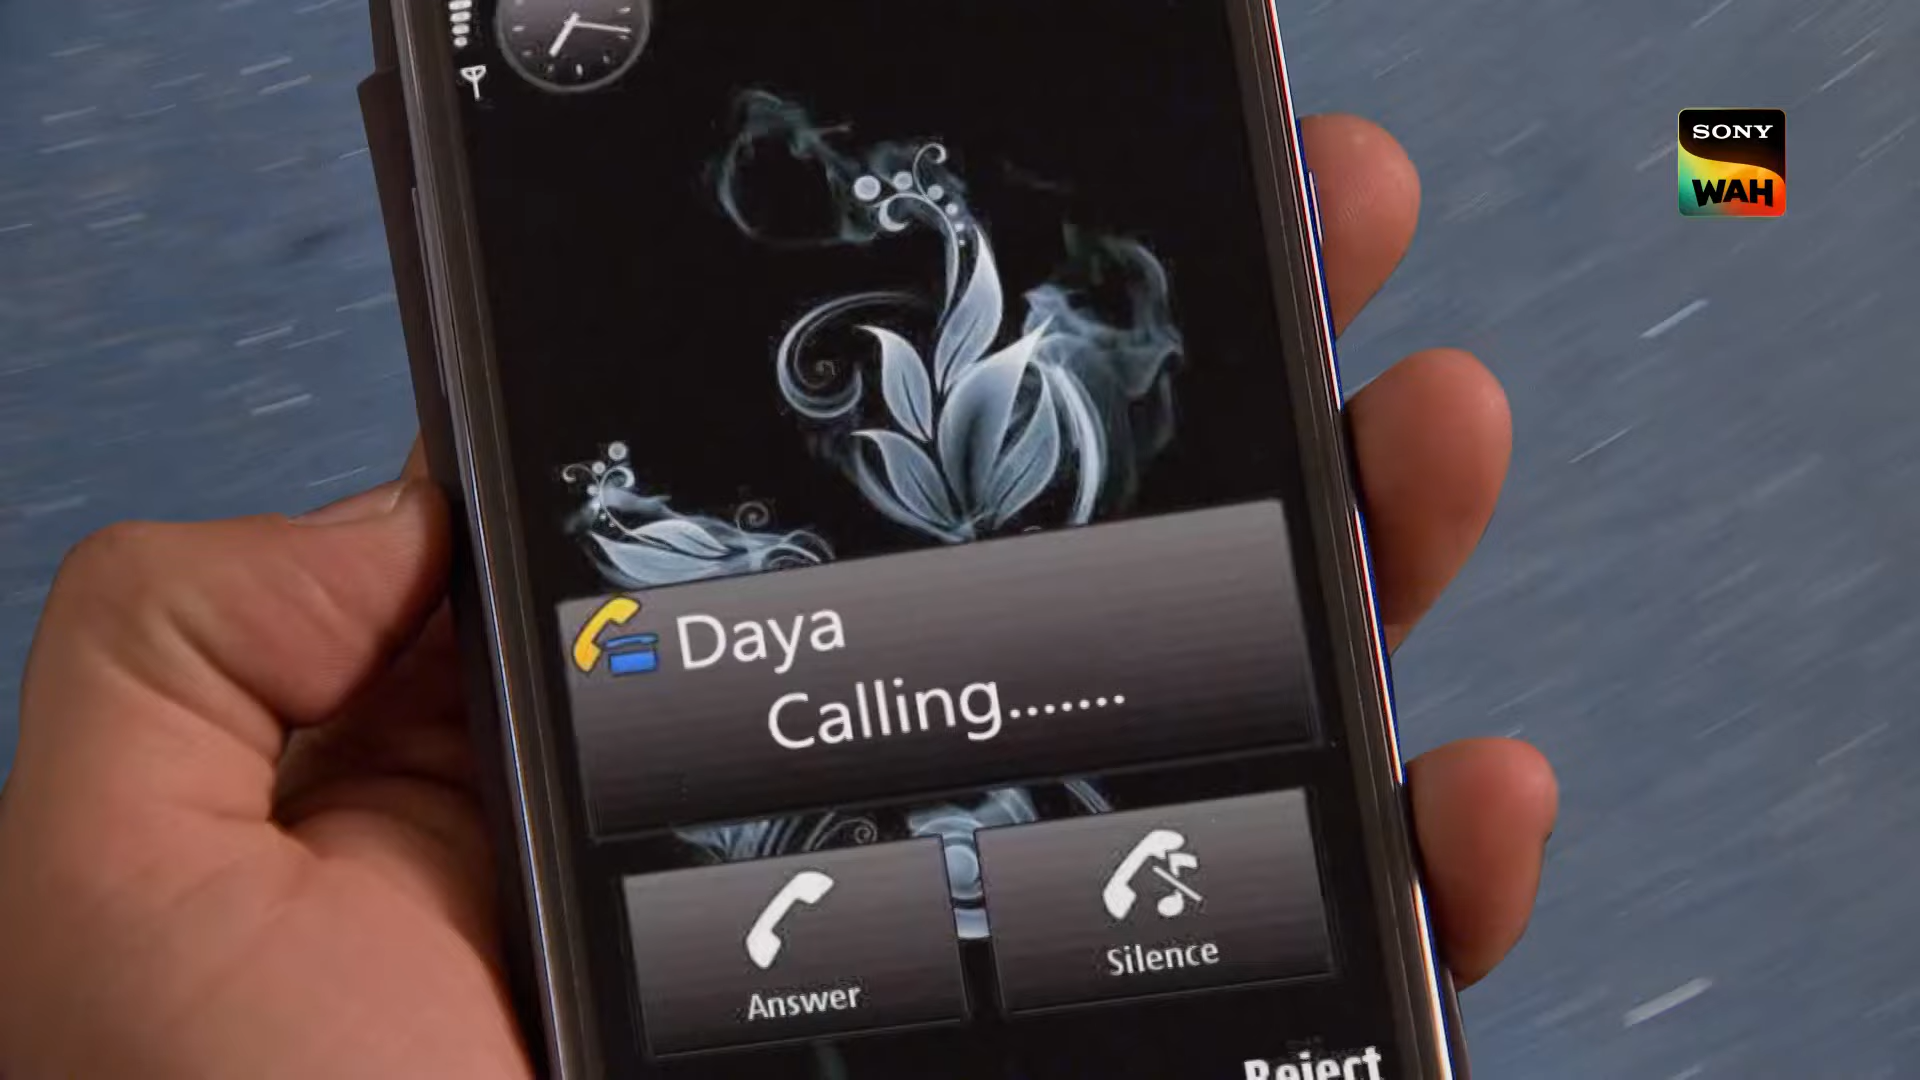 SONY
WAH
Daya
Calling.......
Answer
Silence
Reject